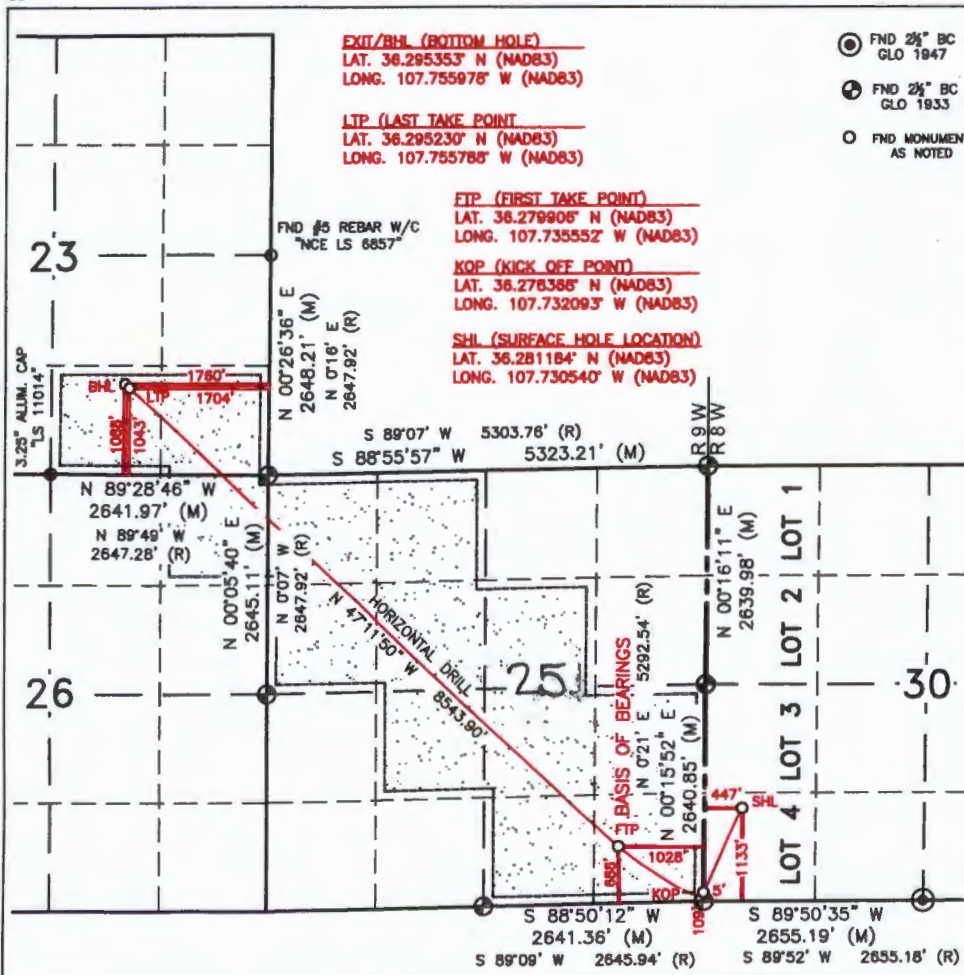 EXIT/BHL (BOTTOM HOLE)
LAT. 36.295353° N (NAD83)
LONG. 107.755978° W (NAD83)
LTP (LAST TAKE POINT
LAT. 36.295230° N (NAD83)
LONG. 107.755788° W (NAD83)
FTP (FIRST TAKE POINT)
LAT. 36.279906° N (NAD83)
LONG. 107.735552° W (NAD83)
KOP (KICK OFF POINT)
LAT. 36.278366° N (NAD83)
LONG. 107.732093° W (NAD83)
SHL (SURFACE HOLE LOCATION)
LAT. 36.281184° N (NAD83)
LONG. 107.730540° W (NAD83)
FND 2½" BC
GLO 1947
FND 2½" BC
GLO 1933
FND MONUMEN
AS NOTED
FND #5 REBAR W/C
"NCE LS 6857"
23
N 00°26'36" E
2648.21' (M)
N 0°16' E
2647.92' (R)
3.25" ALUM. CAP
"LS 11014"
BHL
LTP
1760'
1704'
1088'
1043'
S 89°07' W 5303.76' (R)
S 88°55'57" W 5323.21' (M)
R 9 W
R 8 W
N 89°28'46" W
2641.97' (M)
N 89°49' W
2647.28' (R)
N 00°05'40" E
2645.11' (M)
N 0°07' W
2647.92' (R)
HORIZONTAL DRILL
N 47°11'50" W
8543.90'
26
25
30
BASIS OF BEARINGS
N 0°21' E 5292.54' (R)
N 00°15'52" E
2640.85' (M)
N 00°16'11" E
2639.98' (M)
LOT 1
LOT 2
LOT 3
LOT 4
447'
SHL
1133'
FTP
1028'
688'
KOP
5'
109'
S 88°50'12" W
2641.36' (M)
S 89°09' W 2645.94' (R)
S 89°50'35" W
2655.19' (M)
S 89°52' W 2655.18' (R)